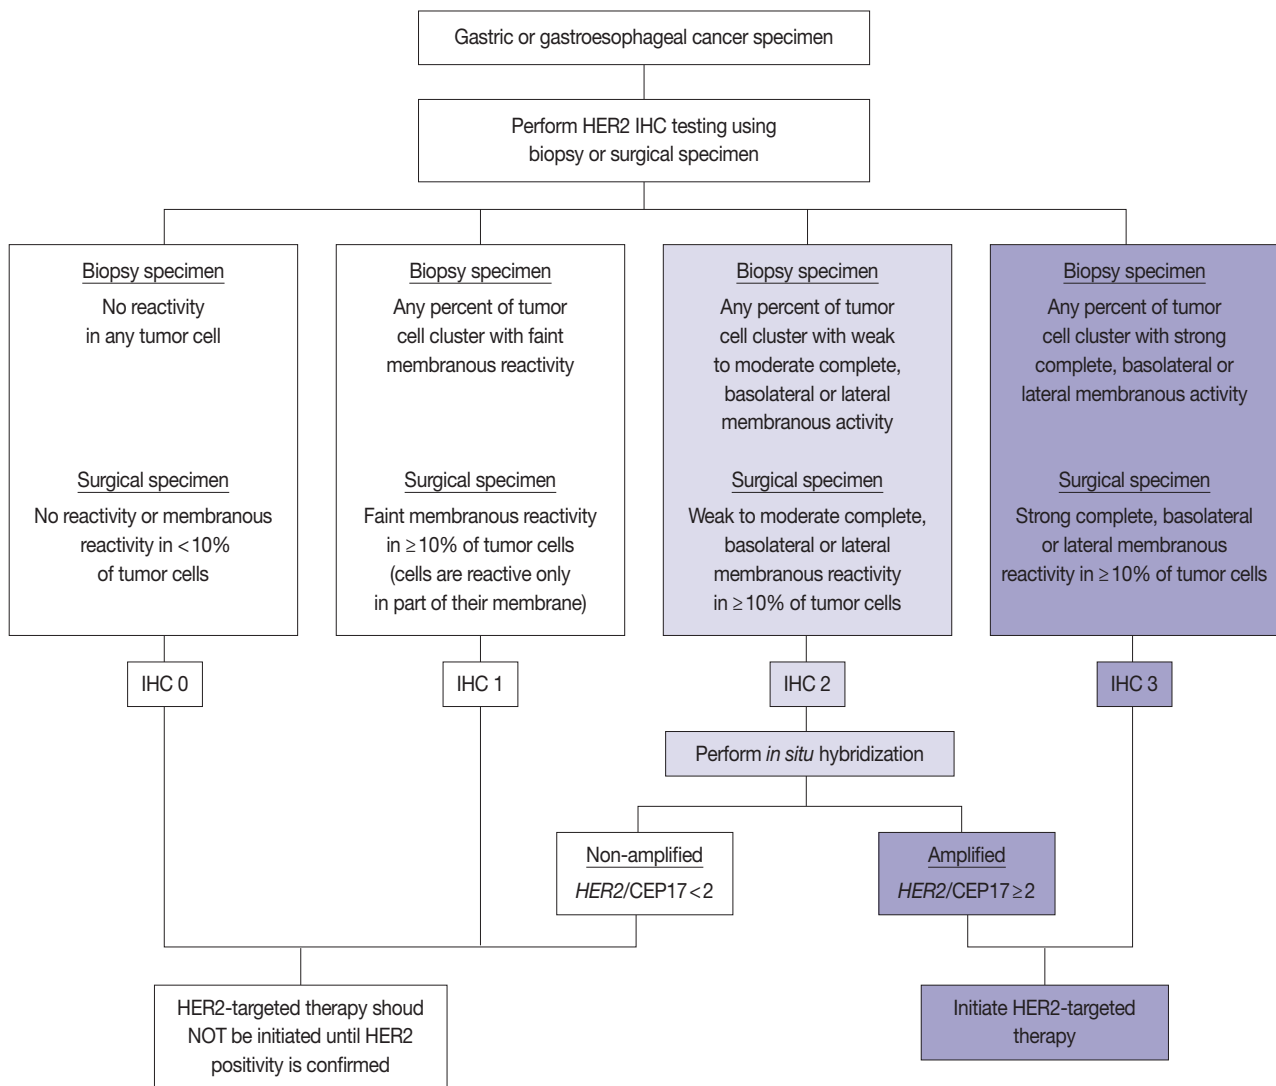 Gastric or gastroesophageal cancer specimen
Perform HER2 IHC testing using
biopsy or surgical specimen
Biopsy specimen
No reactivity
in any tumor cell
Surgical specimen
No reactivity or membranous
reactivity in <10%
of tumor cells
Biopsy specimen
Any percent of tumor
cell cluster with faint
membranous reactivity
Surgical specimen
Faint membranous reactivity
in ≥10% of tumor cells
(cells are reactive only
in part of their membrane)
Biopsy specimen
Any percent of tumor
cell cluster with weak
to moderate complete,
basolateral or lateral
membranous activity
Surgical specimen
Weak to moderate complete,
basolateral or lateral
membranous reactivity
in ≥10% of tumor cells
Biopsy specimen
Any percent of tumor
cell cluster with strong
complete, basolateral or
lateral membranous activity
Surgical specimen
Strong complete, basolateral
or lateral membranous
reactivity in ≥10% of tumor cells
IHC 0
IHC 1
IHC 2
IHC 3
Perform in situ hybridization
Non-amplified
HER2/CEP17<2
Amplified
HER2/CEP17≥2
HER2-targeted therapy shoud
NOT be initiated until HER2
positivity is confirmed
Initiate HER2-targeted
therapy